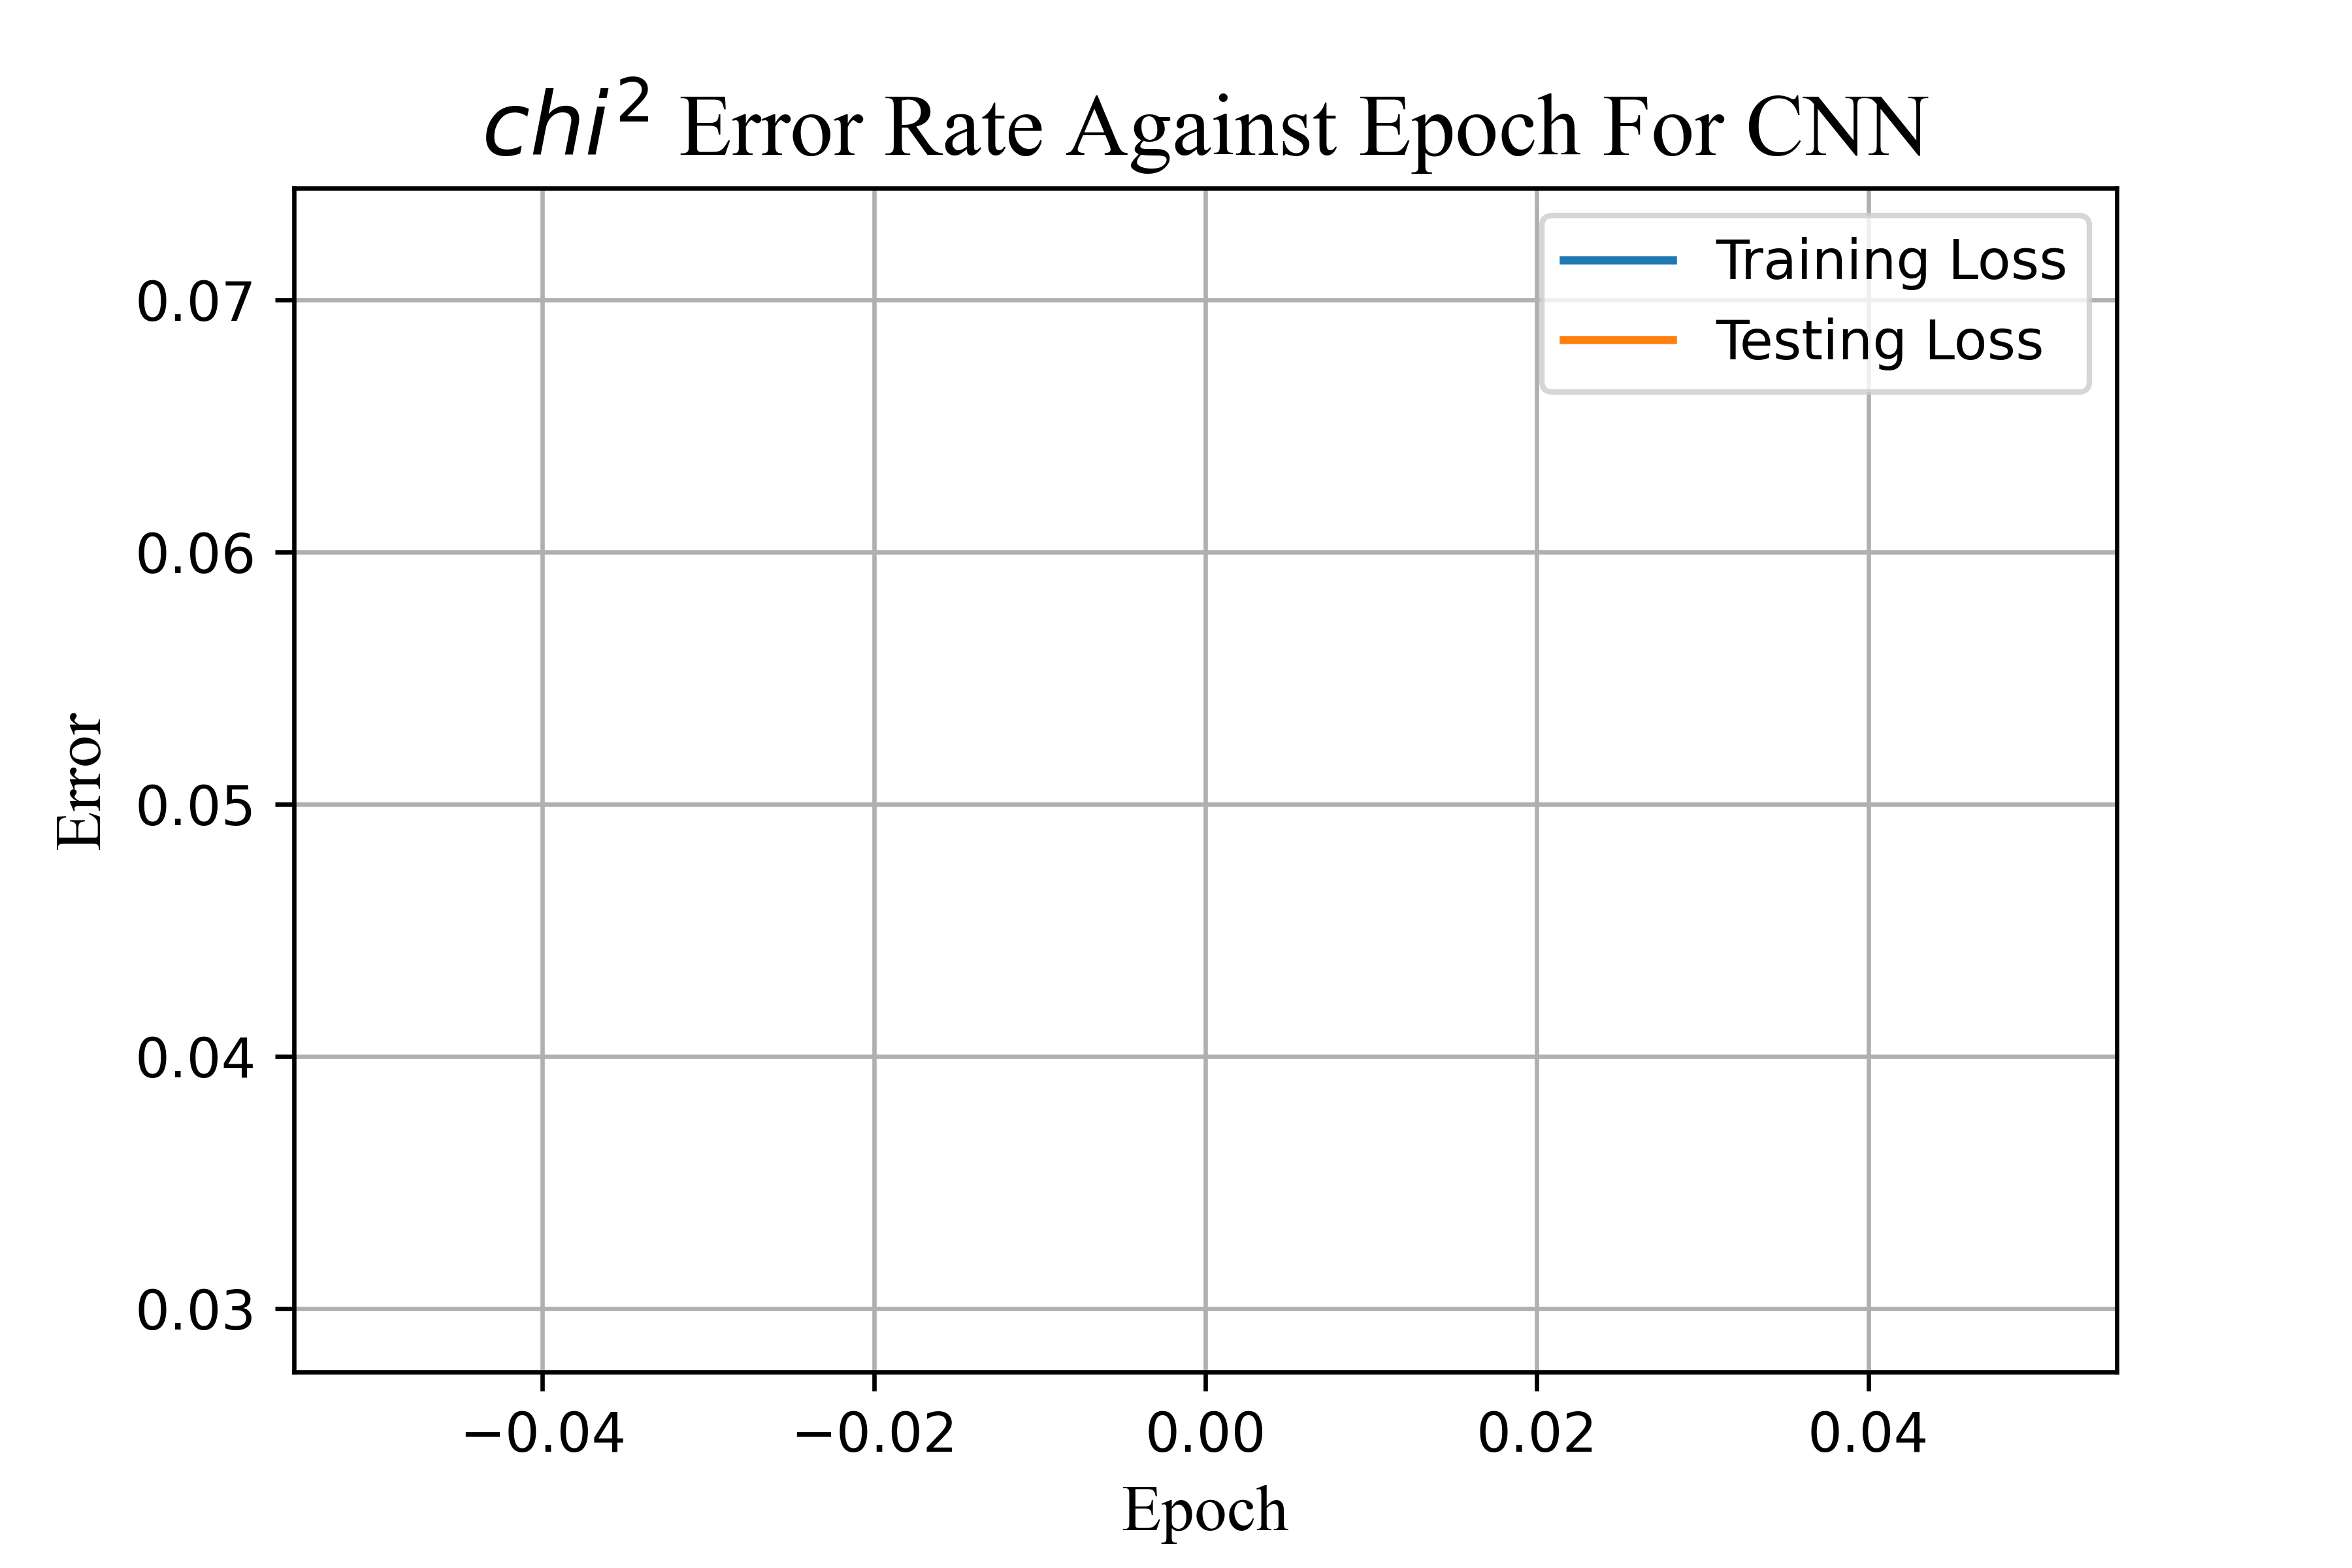 chi² Error Rate Against Epoch For CNN
Training Loss
Testing Loss
0.07
0.06
0.05
0.04
0.03
Error
−0.04
−0.02
0.00
0.02
0.04
Epoch